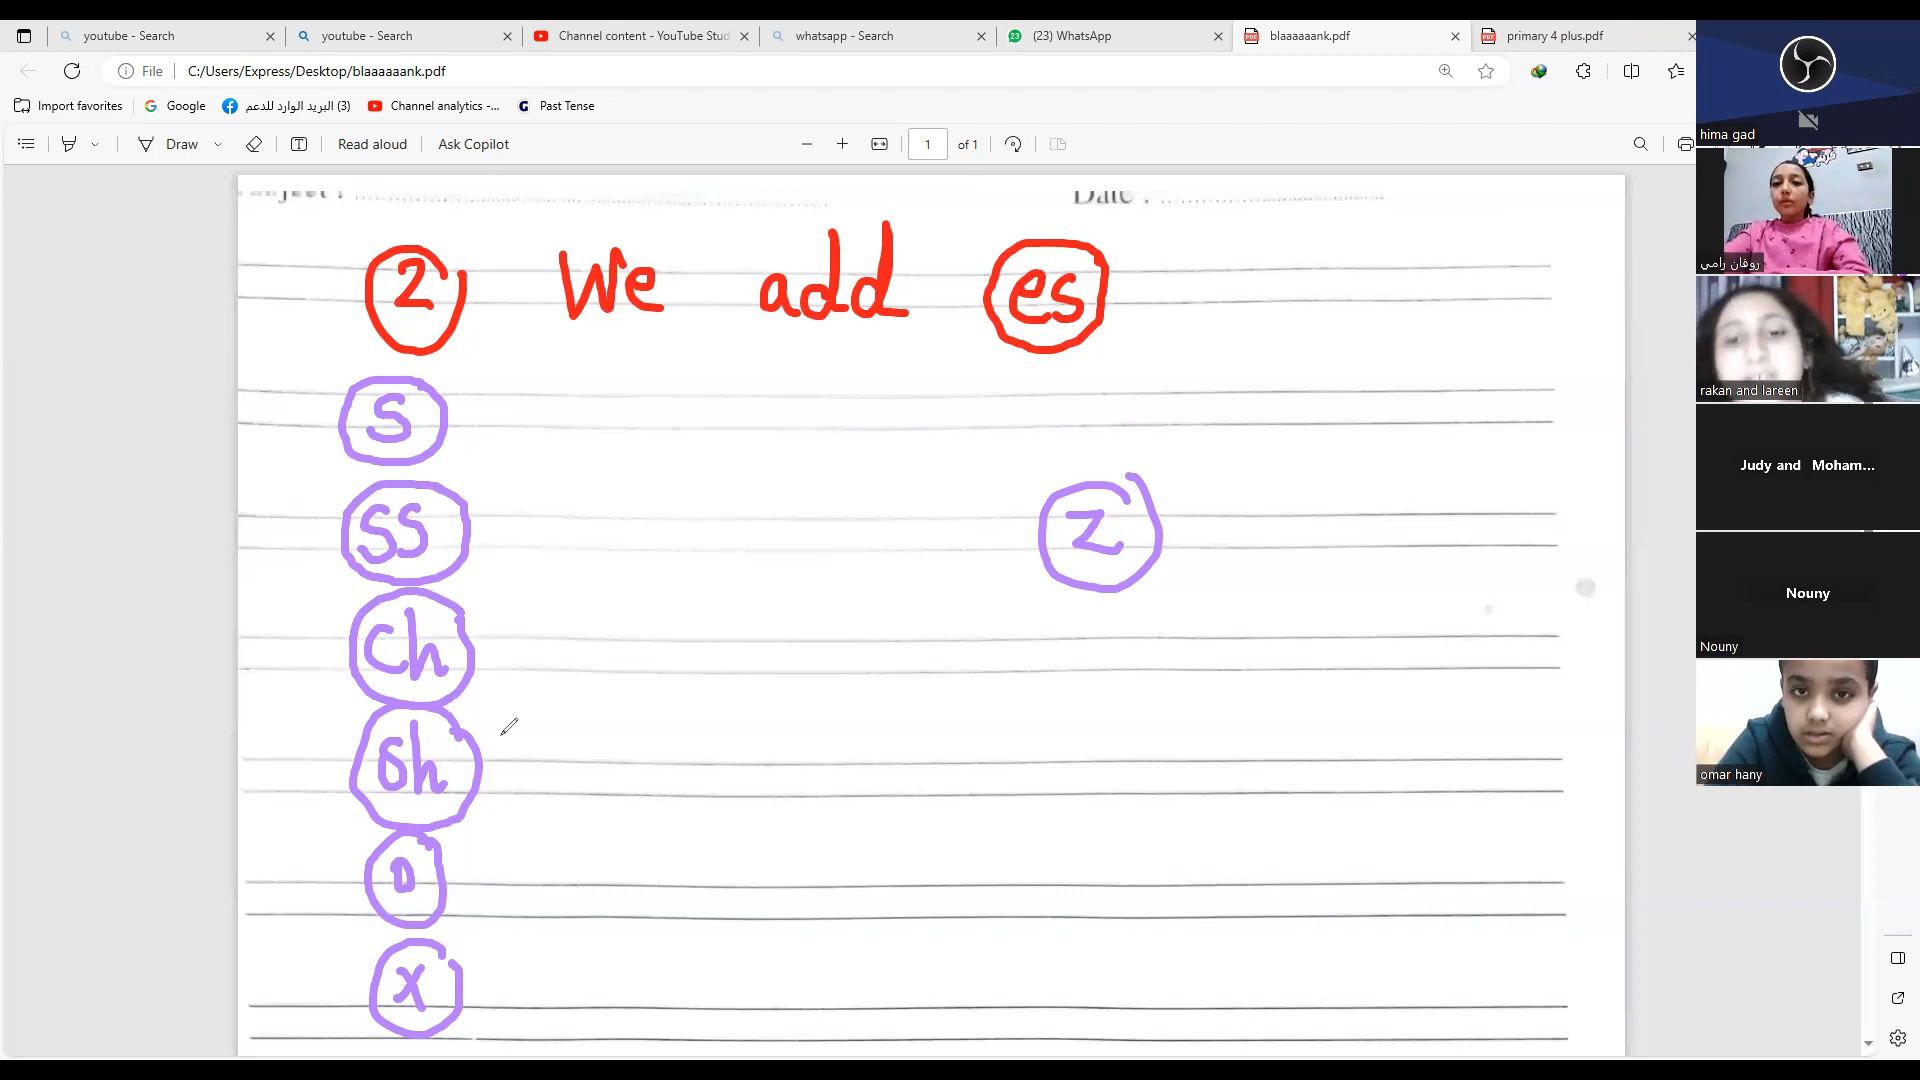 youtube - Search
youtube - Search
Channel content - YouTube Stud
whatsapp - Search
(23) WhatsApp
blaaaaaank.pdf
primary 4 plus.pdf
File C:/Users/Express/Desktop/blaaaaaank.pdf
Import favorites
Google
(3) البريد الوارد للدعم
Channel analytics -...
Past Tense
Draw
Read aloud
Ask Copilot
1 of 1
Date :
2 We add es
S
SS
Z
Ch
Sh
O
X
hima gad
روفان رامي
rakan and lareen
Judy and Moham...
Nouny
Nouny
omar hany